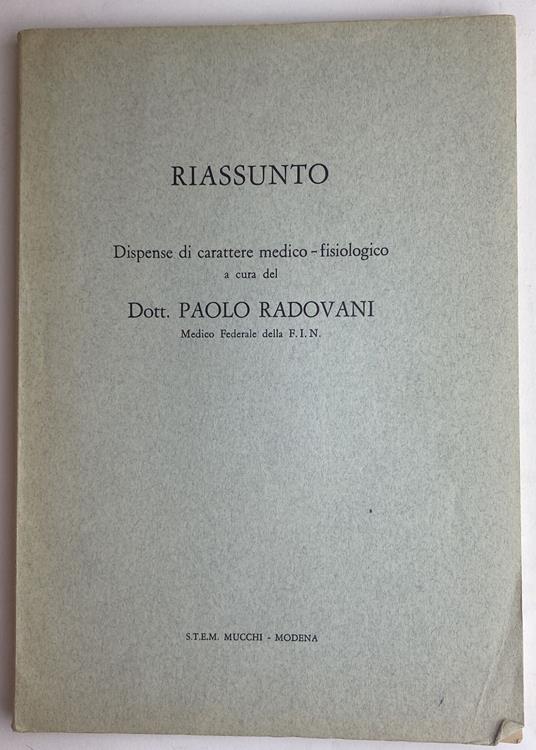 RIASSUNTO
Dispense di carattere medico - fisiologico
a cura del
Dott. PAOLO RADOVANI
Medico Federale della F. I. N.
S.T.E.M. MUCCHI - MODENA